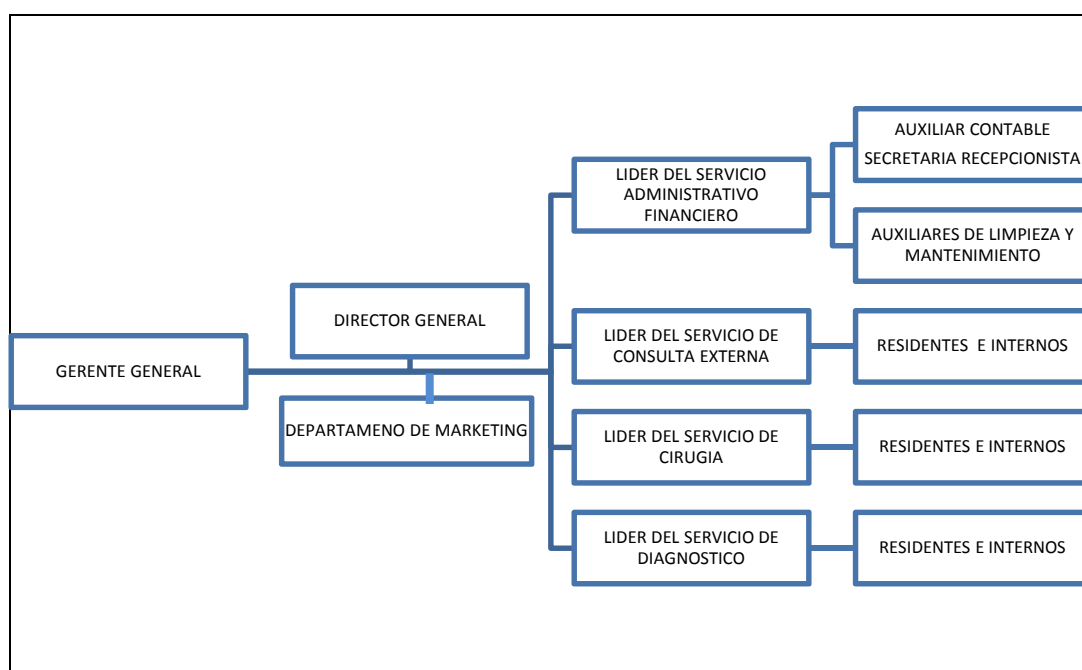 GERENTE GENERAL
DIRECTOR GENERAL
DEPARTAMENO DE MARKETING
LIDER DEL SERVICIO
ADMINISTRATIVO
FINANCIERO
AUXILIAR CONTABLE
SECRETARIA RECEPCIONISTA
AUXILIARES DE LIMPIEZA Y
MANTENIMIENTO
LIDER DEL SERVICIO DE
CONSULTA EXTERNA
RESIDENTES E INTERNOS
LIDER DEL SERVICIO DE
CIRUGIA
RESIDENTES E INTERNOS
LIDER DEL SERVICIO DE
DIAGNOSTICO
RESIDENTES E INTERNOS